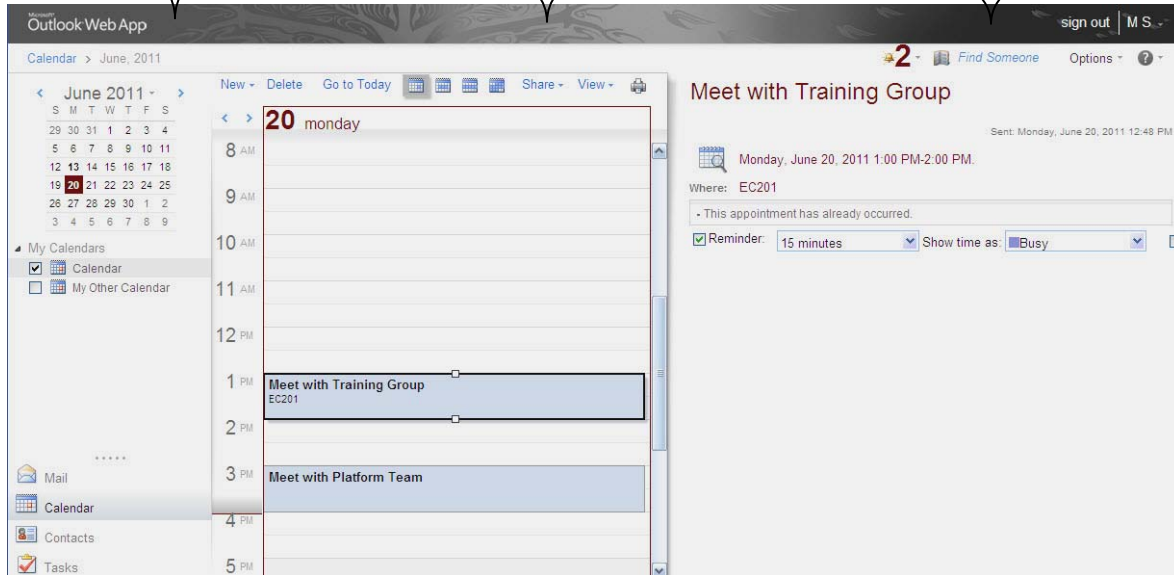 Microsoft®
Outlook Web App
sign out | M S
Calendar > June, 2011
2
Find Someone
Options
June 2011
S M T W T F S
29 30 31 1 2 3 4
5 6 7 8 9 10 11
12 13 14 15 16 17 18
19 20 21 22 23 24 25
26 27 28 29 30 1 2
3 4 5 6 7 8 9
My Calendars
Calendar
My Other Calendar
Mail
Calendar
Contacts
Tasks
New Delete Go to Today Share View
20 monday
8 AM
9 AM
10 AM
11 AM
12 PM
1 PM
Meet with Training Group
EC201
2 PM
3 PM
Meet with Platform Team
4 PM
5 PM
Meet with Training Group
Sent: Monday, June 20, 2011 12:48 PM
Monday, June 20, 2011 1:00 PM-2:00 PM.
Where: EC201
- This appointment has already occurred.
Reminder: 15 minutes Show time as: Busy